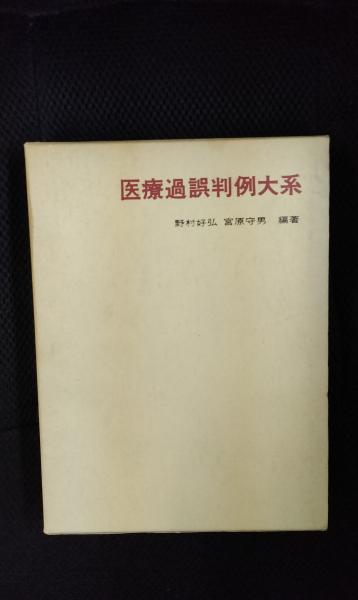 医療過誤判例大系
野村好弘 宮原守男 編著